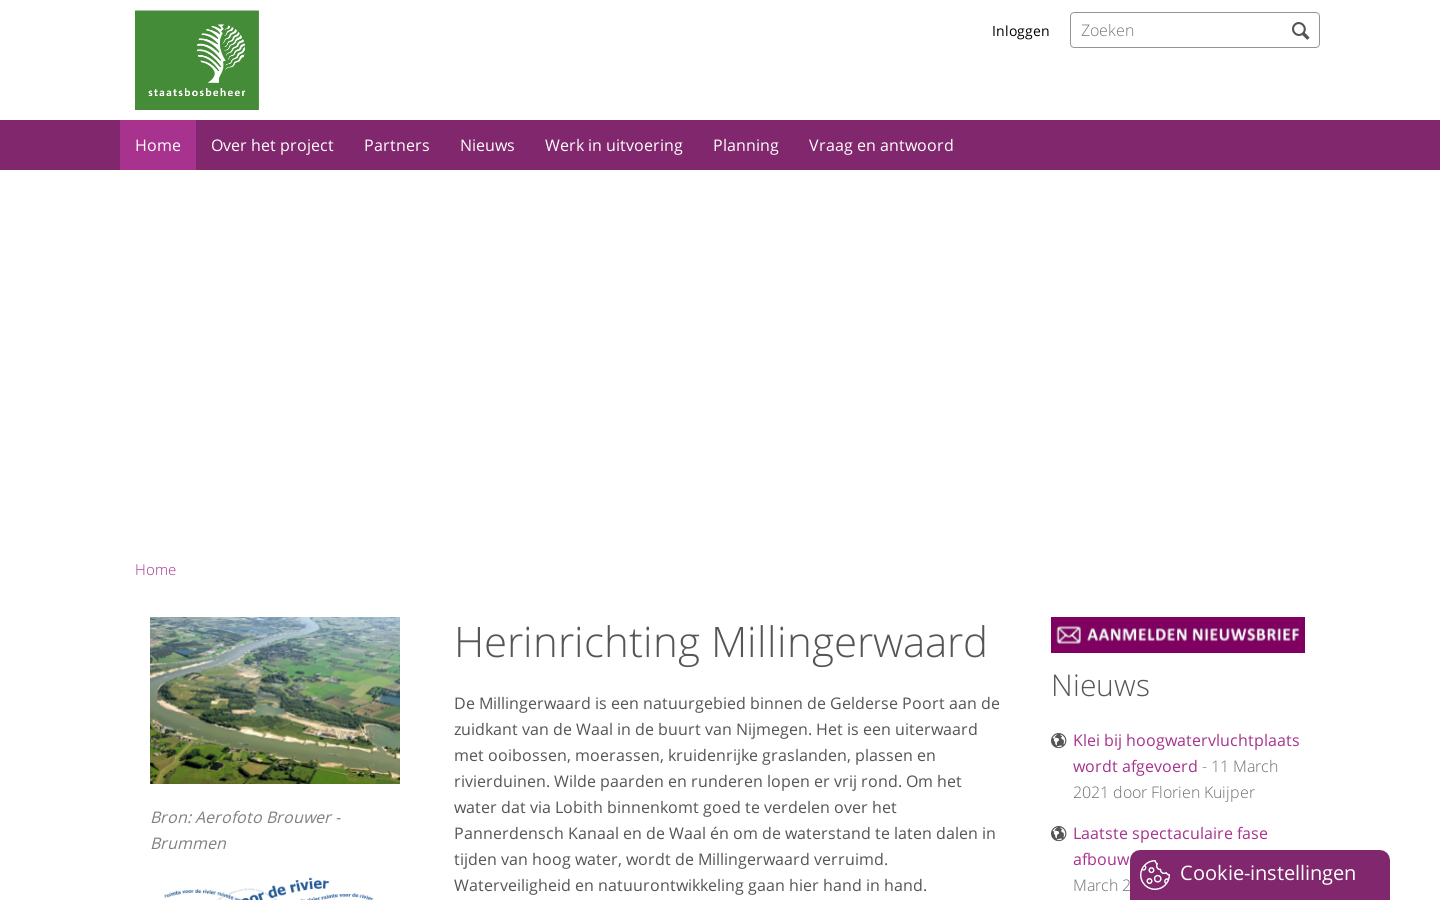 staatsbosbeheer
Inloggen
Zoeken
Home
Over het project
Partners
Nieuws
Werk in uitvoering
Planning
Vraag en antwoord
Home
Bron: Aerofoto Brouwer -
Brummen
Herinrichting Millingerwaard
De Millingerwaard is een natuurgebied binnen de Gelderse Poort aan de
zuidkant van de Waal in de buurt van Nijmegen. Het is een uiterwaard
met ooibossen, moerassen, kruidenrijke graslanden, plassen en
rivierduinen. Wilde paarden en runderen lopen er vrij rond. Om het
water dat via Lobith binnenkomt goed te verdelen over het
Pannerdensch Kanaal en de Waal én om de waterstand te laten dalen in
tijden van hoog water, wordt de Millingerwaard verruimd.
Waterveiligheid en natuurontwikkeling gaan hier hand in hand.
AANMELDEN NIEUWSBRIEF
Nieuws
Klei bij hoogwatervluchtplaats
wordt afgevoerd - 11 March
2021 door Florien Kuijper
Laatste spectaculaire fase
afbouw
March 2
Cookie-instellingen